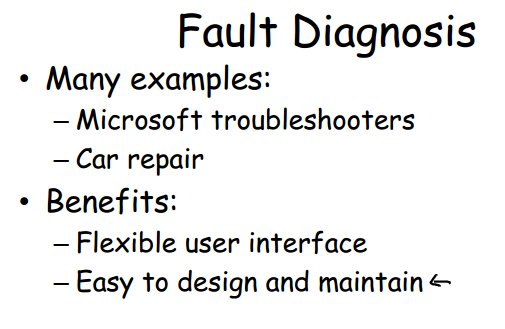 Fault Diagnosis
• Many examples:
– Microsoft troubleshooters
– Car repair
• Benefits:
– Flexible user interface
– Easy to design and maintain ←